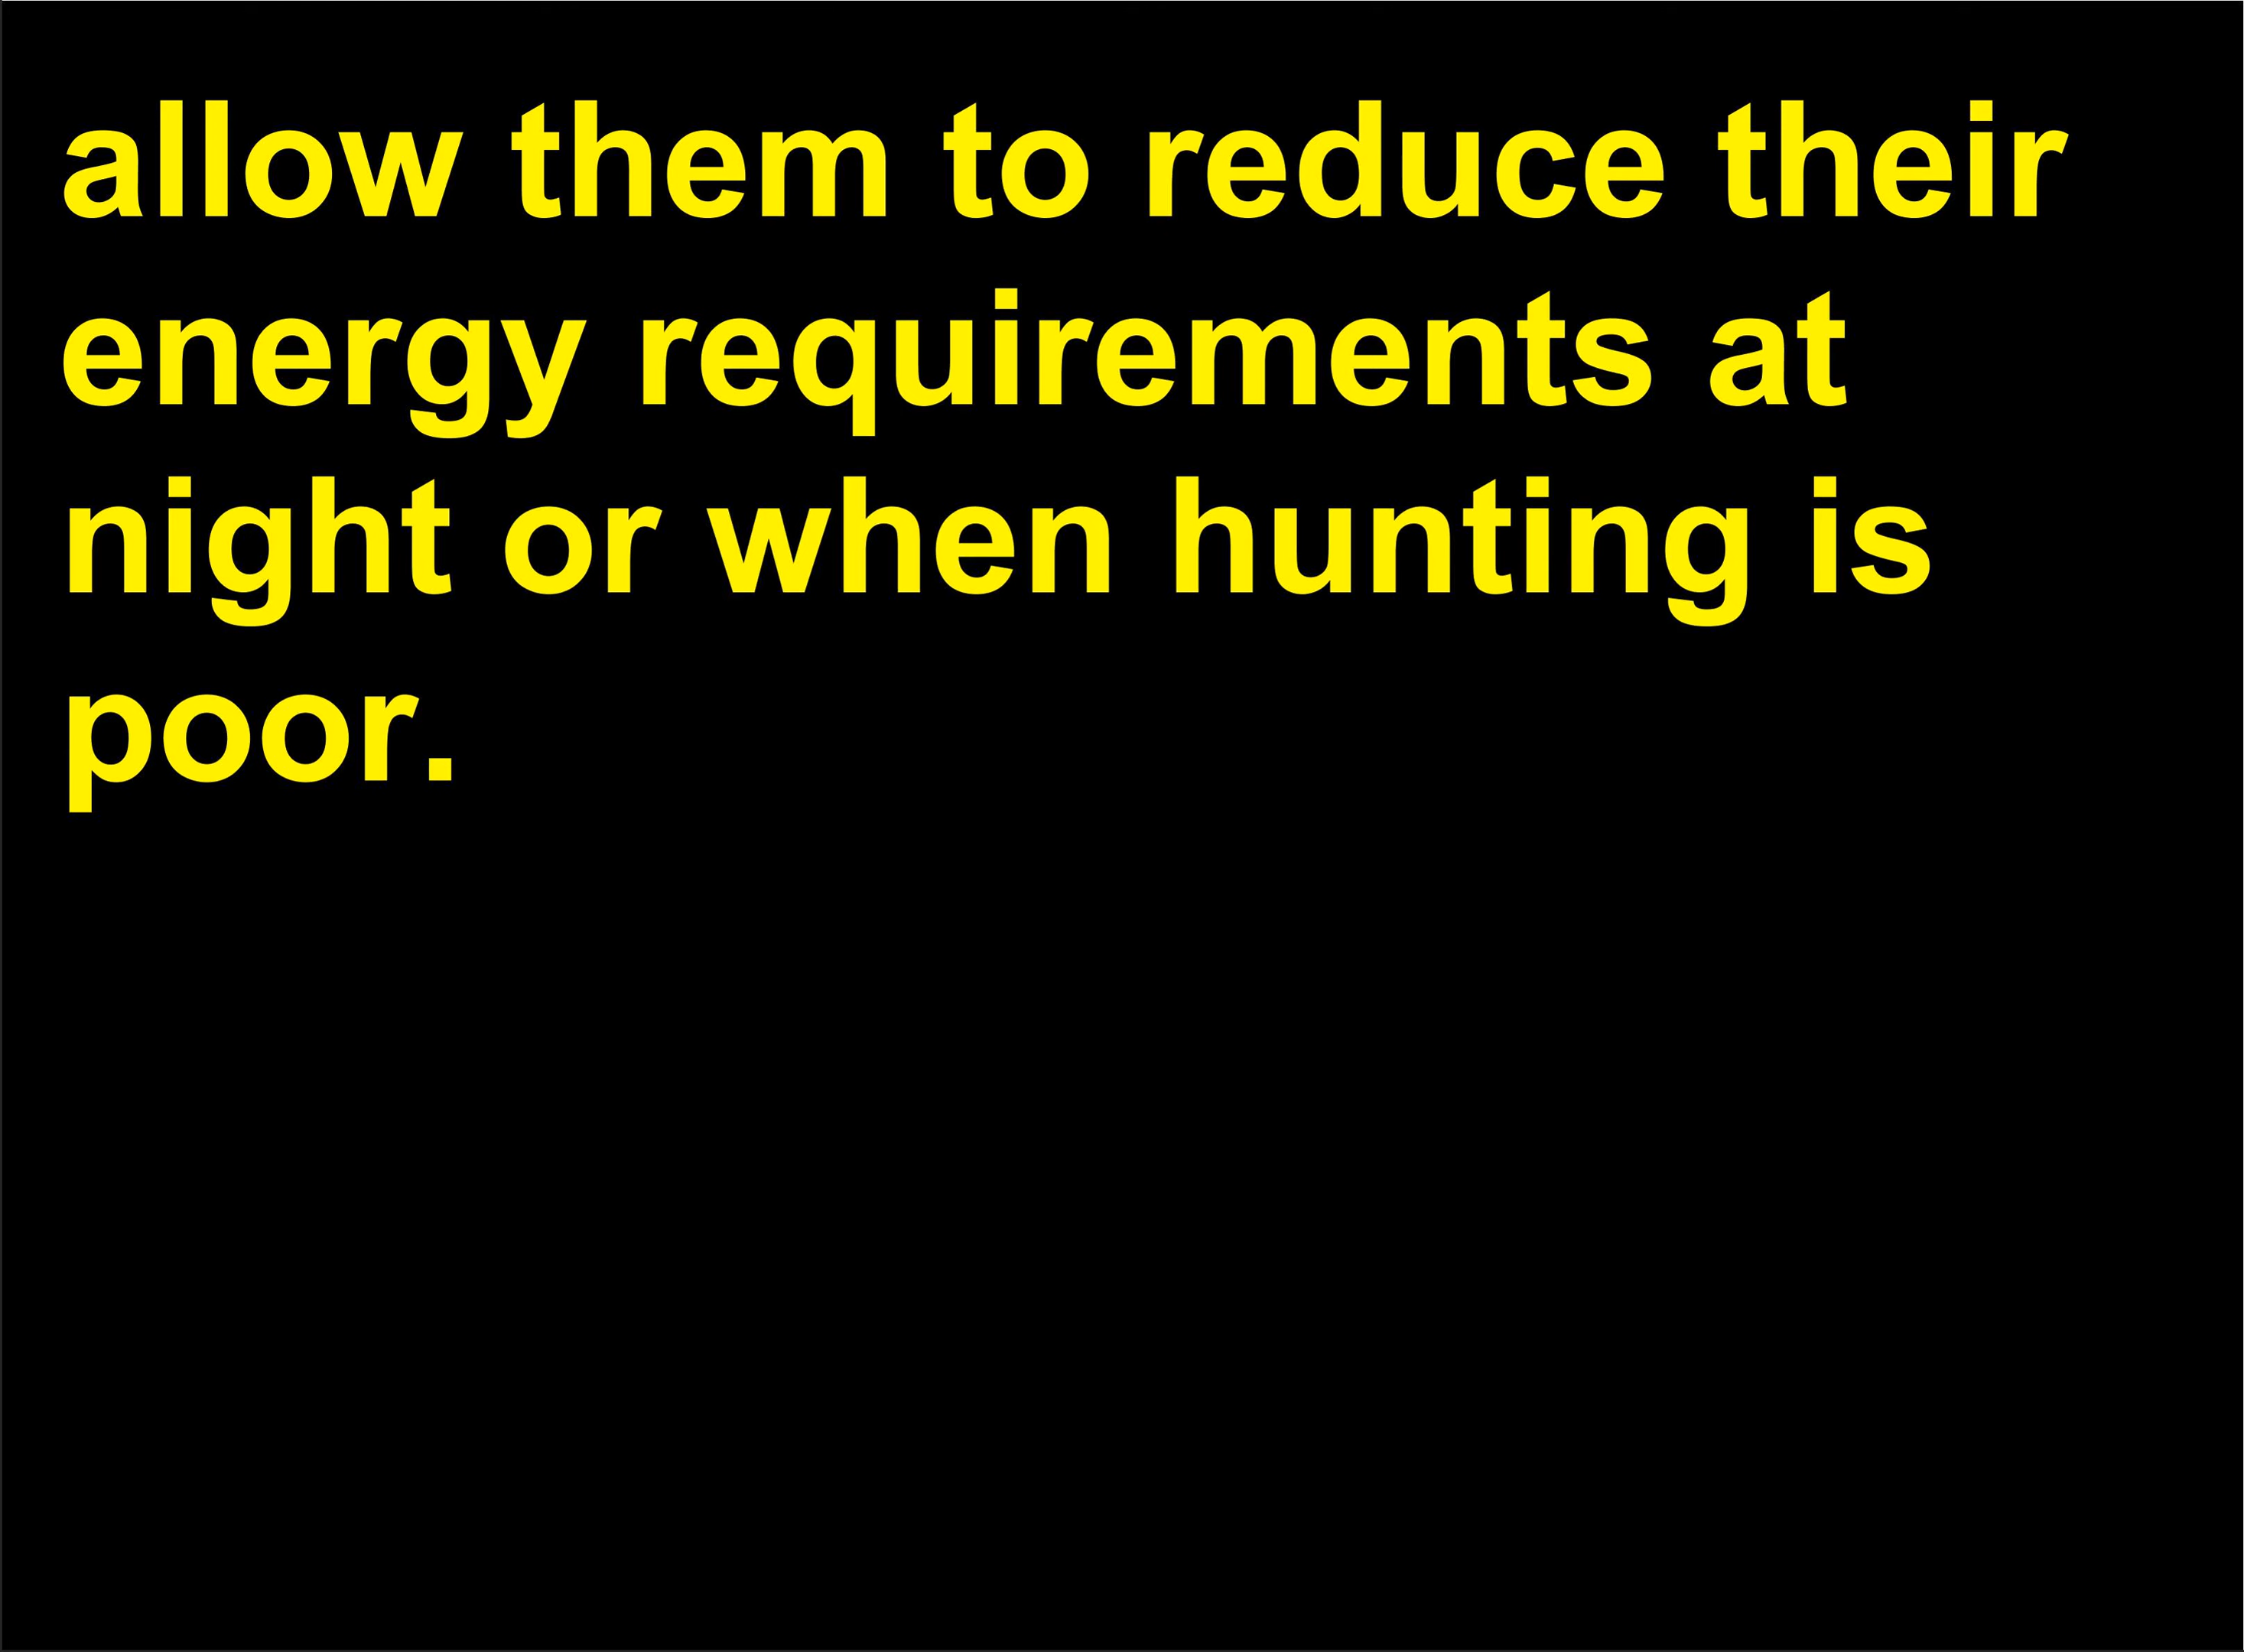 allow them to reduce their
energy requirements at
night or when hunting is
poor.